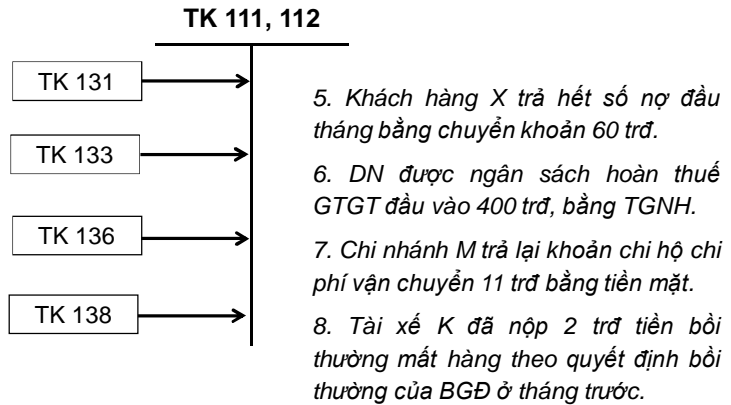 TK 111, 112
TK 131
TK 133
TK 136
TK 138
5. Khách hàng X trả hết số nợ đầu
tháng bằng chuyển khoản 60 trđ.
6. DN được ngân sách hoàn thuế
GTGT đầu vào 400 trđ, bằng TGNH.
7. Chi nhánh M trả lại khoản chi hộ chi
phí vận chuyển 11 trđ bằng tiền mặt.
8. Tài xế K đã nộp 2 trđ tiền bồi
thường mất hàng theo quyết định bồi
thường của BGĐ ở tháng trước.